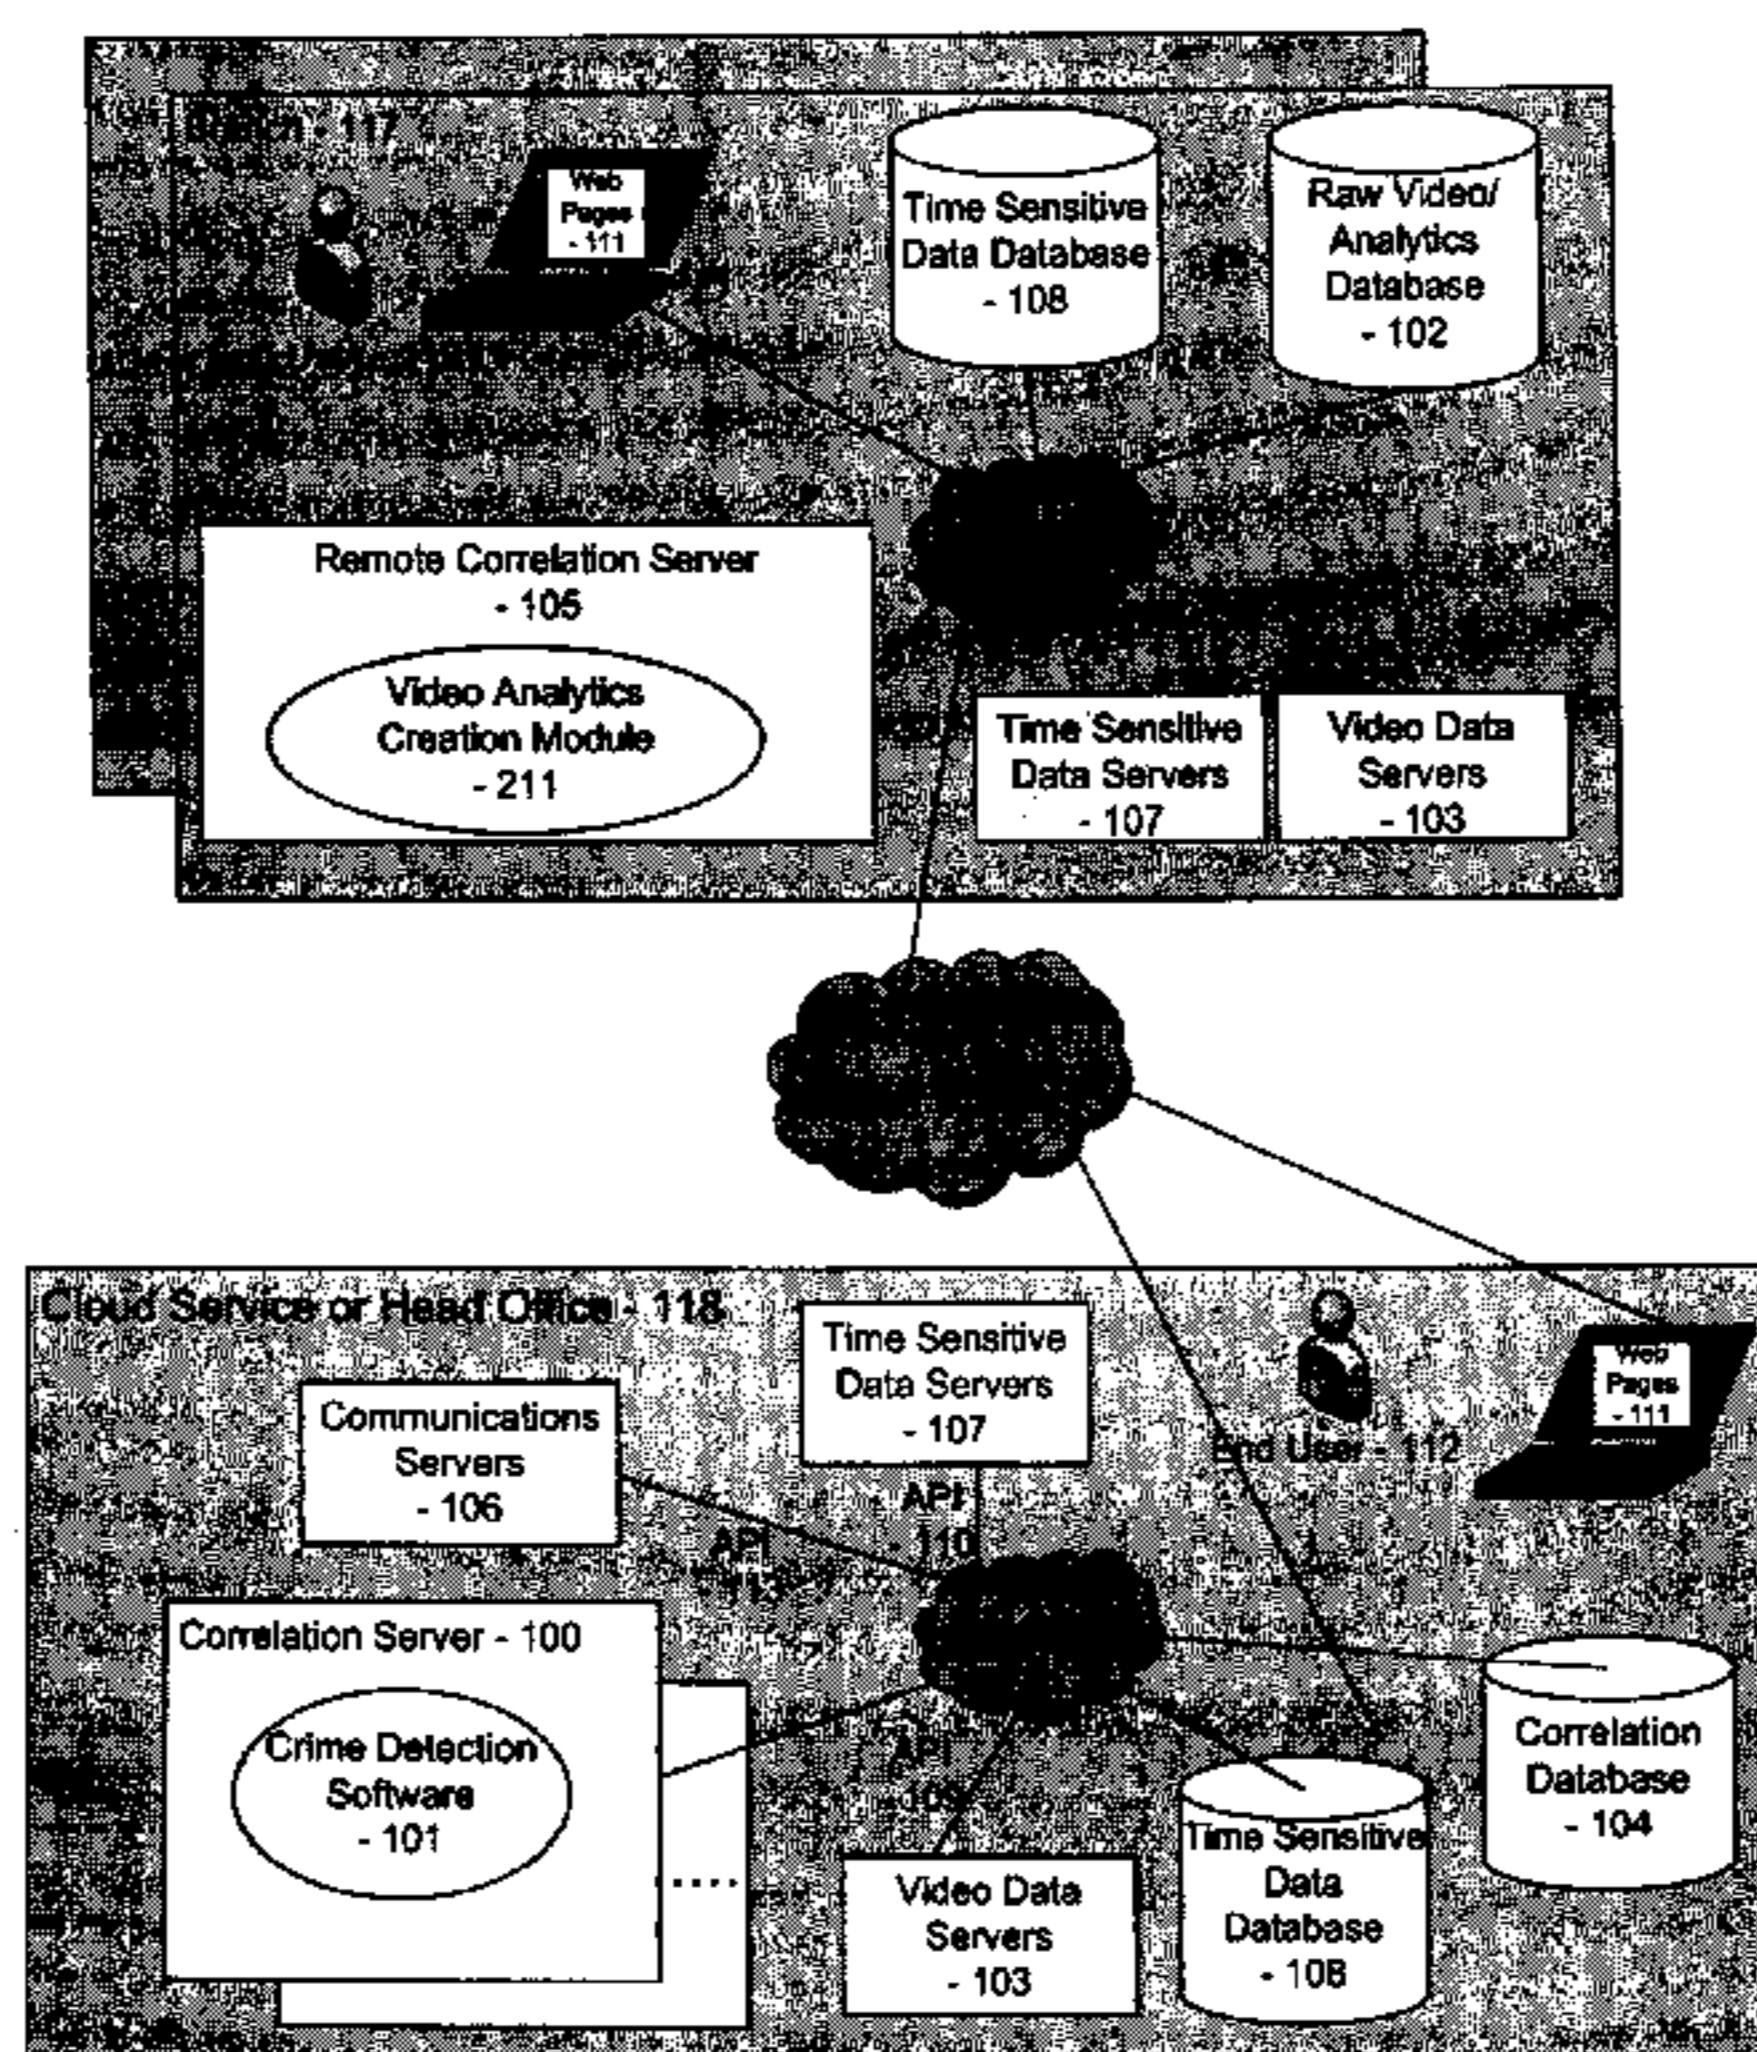 - 117
Web
Pages
- 111
Time Sensitive
Data Database
- 108
Raw Video/
Analytics
Database
- 102
Remote Correlation Server
- 105
Video Analytics
Creation Module
- 211
Time Sensitive
Data Servers
- 107
Video Data
Servers
- 103
Cloud Service or Head Office - 118
Time Sensitive
Data Servers
- 107
End User - 112
Web
Pages
- 111
Communications
Servers
- 106
API
- 110
API
- 113
Correlation Server - 100
Crime Detection
Software
- 101
.....
API
- 109
Video Data
Servers
- 103
Time Sensitive
Data
Database
- 108
Correlation
Database
- 104